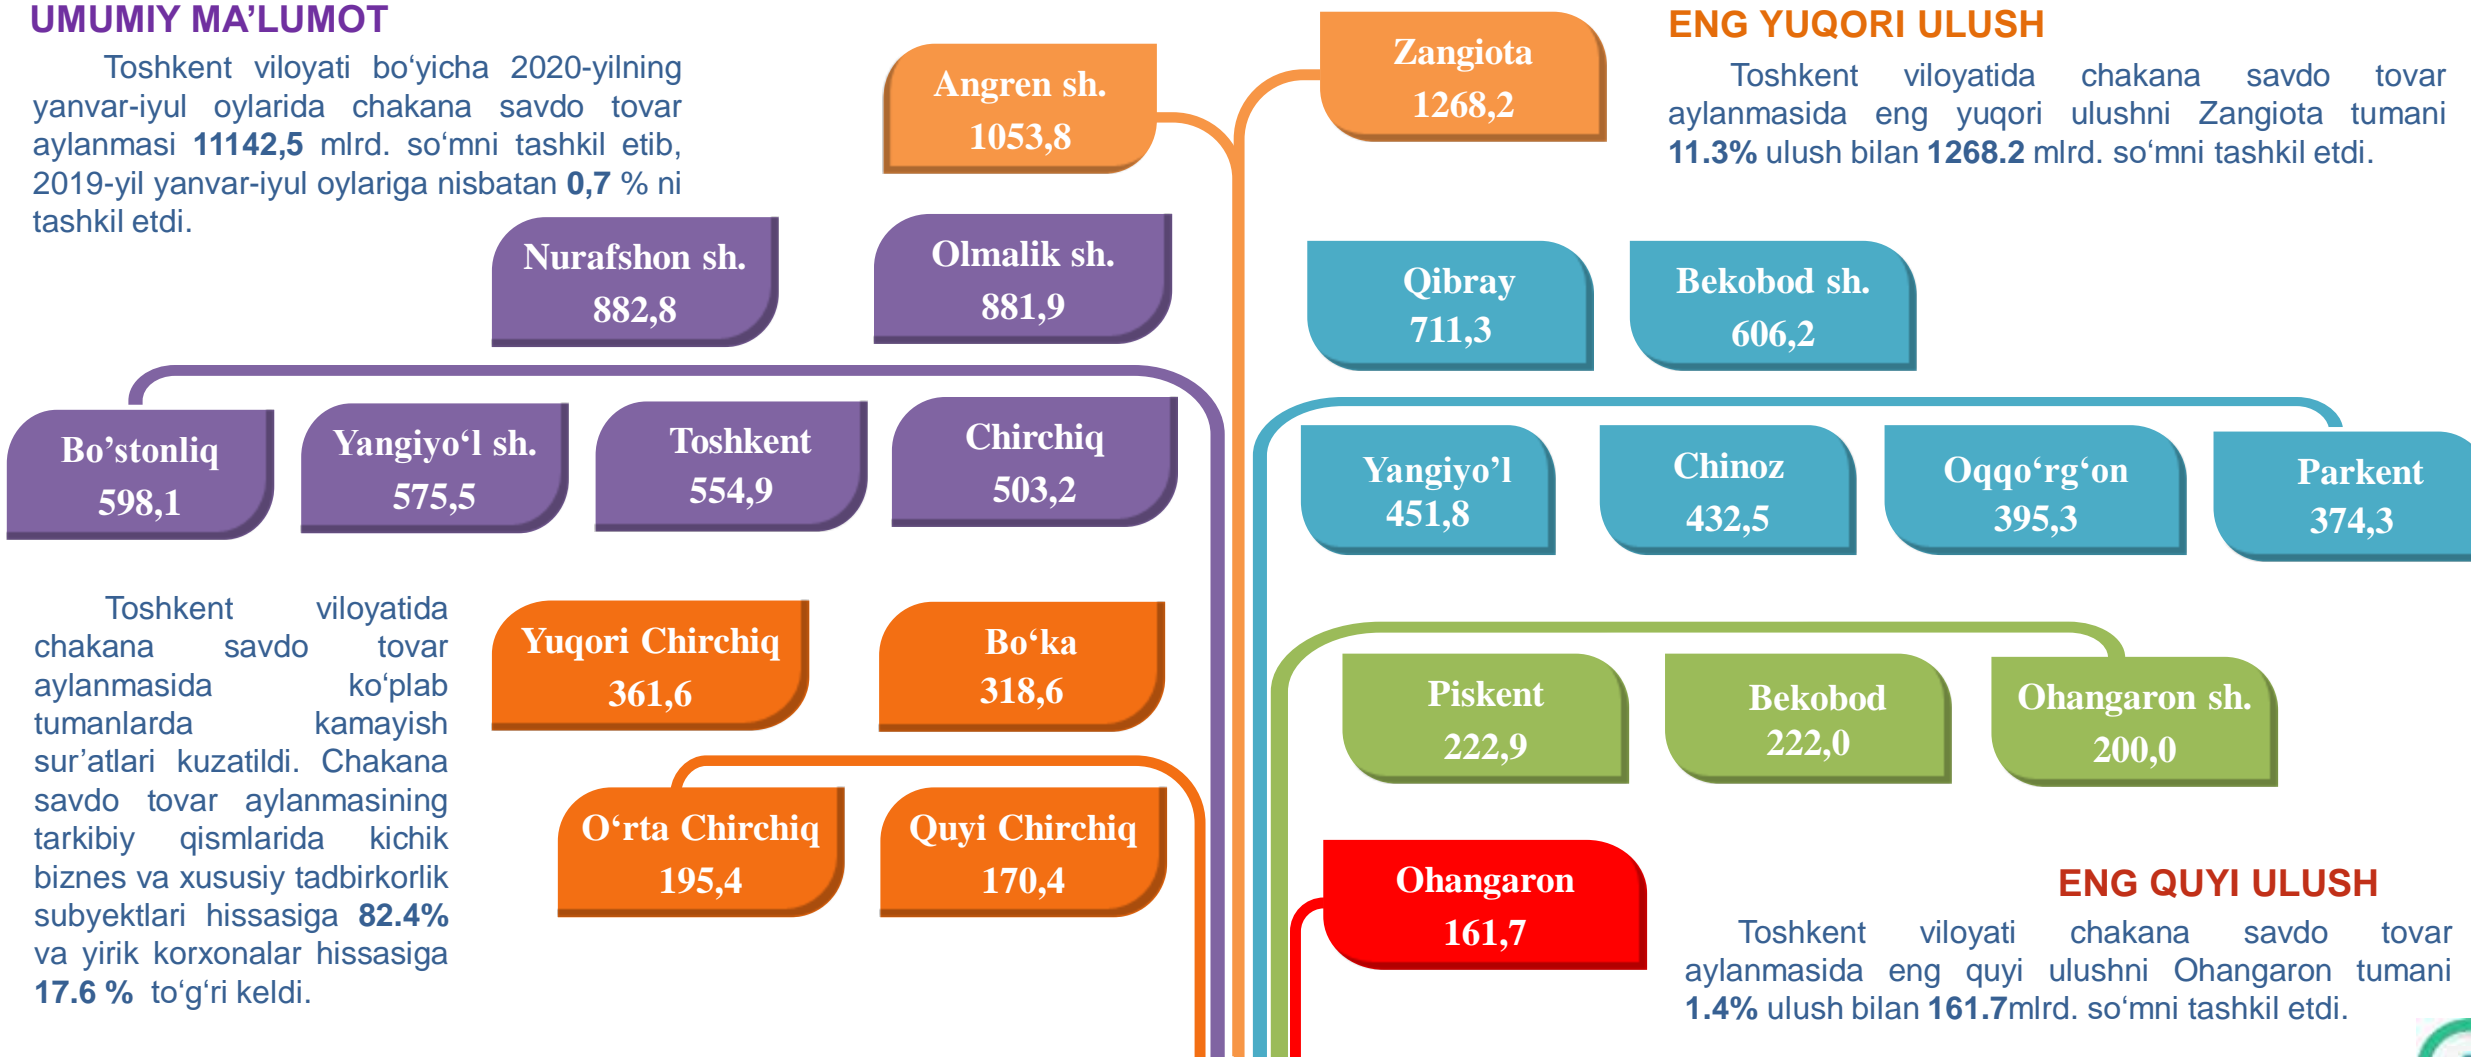 UMUMIY MA’LUMOT
Toshkent viloyati bo‘yicha 2020-yilning
yanvar-iyul oylarida chakana savdo tovar
aylanmasi 11142,5 mlrd. so‘mni tashkil etib,
2019-yil yanvar-iyul oylariga nisbatan 0,7 % ni
tashkil etdi.
Angren sh.
1053,8
Zangiota
1268,2
ENG YUQORI ULUSH
Toshkent viloyatida chakana savdo tovar
aylanmasida eng yuqori ulushni Zangiota tumani
11.3% ulush bilan 1268.2 mlrd. so‘mni tashkil etdi.
Nurafshon sh.
882,8
Olmalik sh.
881,9
Qibray
711,3
Bekobod sh.
606,2
Bo’stonliq
598,1
Yangiyo‘l sh.
575,5
Toshkent
554,9
Chirchiq
503,2
Yangiyo’l
451,8
Chinoz
432,5
Oqqo‘rg‘on
395,3
Parkent
374,3
Toshkent viloyatida
chakana savdo tovar
aylanmasida ko‘plab
tumanlarda kamayish
sur’atlari kuzatildi. Chakana
savdo tovar aylanmasining
tarkibiy qismlarida kichik
biznes va xususiy tadbirkorlik
subyektlari hissasiga 82.4%
va yirik korxonalar hissasiga
17.6 % to‘g‘ri keldi.
Yuqori Chirchiq
361,6
Bo‘ka
318,6
Piskent
222,9
Bekobod
222,0
Ohangaron sh.
200,0
O‘rta Chirchiq
195,4
Quyi Chirchiq
170,4
Ohangaron
161,7
ENG QUYI ULUSH
Toshkent viloyati chakana savdo tovar
aylanmasida eng quyi ulushni Ohangaron tumani
1.4% ulush bilan 161.7mlrd. so‘mni tashkil etdi.